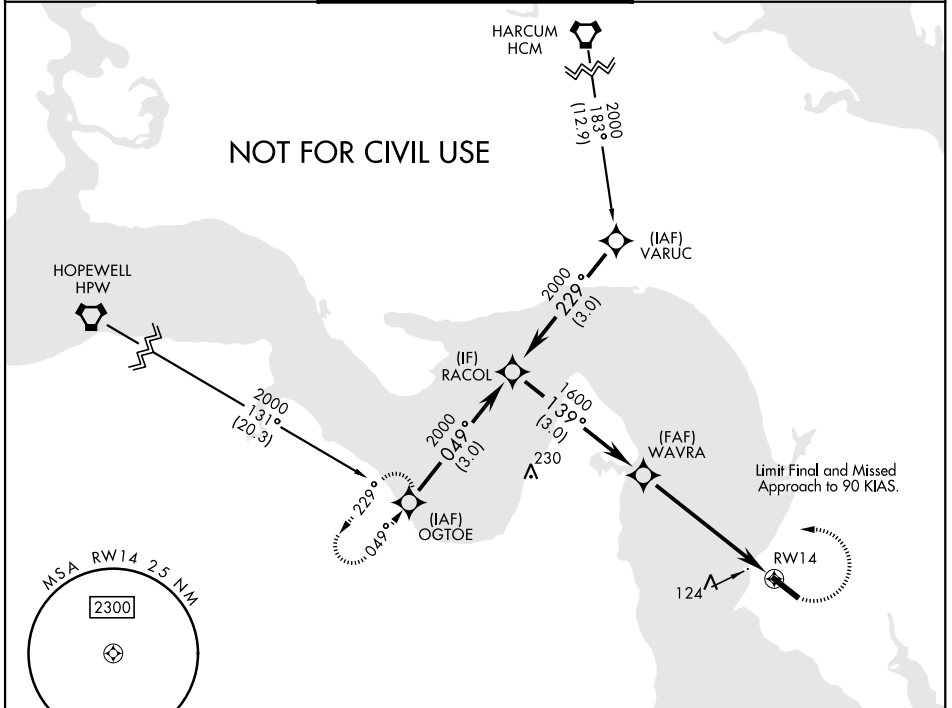 HARCUM
HCM
2000
183°
(12.9)
NOT FOR CIVIL USE
(IAF)
VARUC
HOPEWELL
HPW
2000
229°
(3.0)
(IF)
RACOL
2000
131°
(20.3)
2000
049°
(3.0)
1600
139°
(3.0)
(FAF)
WAVRA
230
Limit Final and Missed
Approach to 90 KIAS.
229°
049°
(IAF)
OGTOE
RW14
124
MSA RW14 25 NM
2300